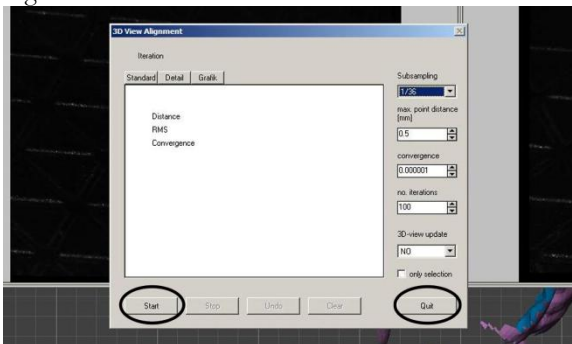 3D View Alignment
Iteration
Standard Detail Grafik
Distance
RMS
Convergence
Subsampling
1/36
max. point distance
[mm]
0.5
convergence
0.000001
no. iterations
100
3D-view update
NO
only selection
Start Stop Undo Clear Quit